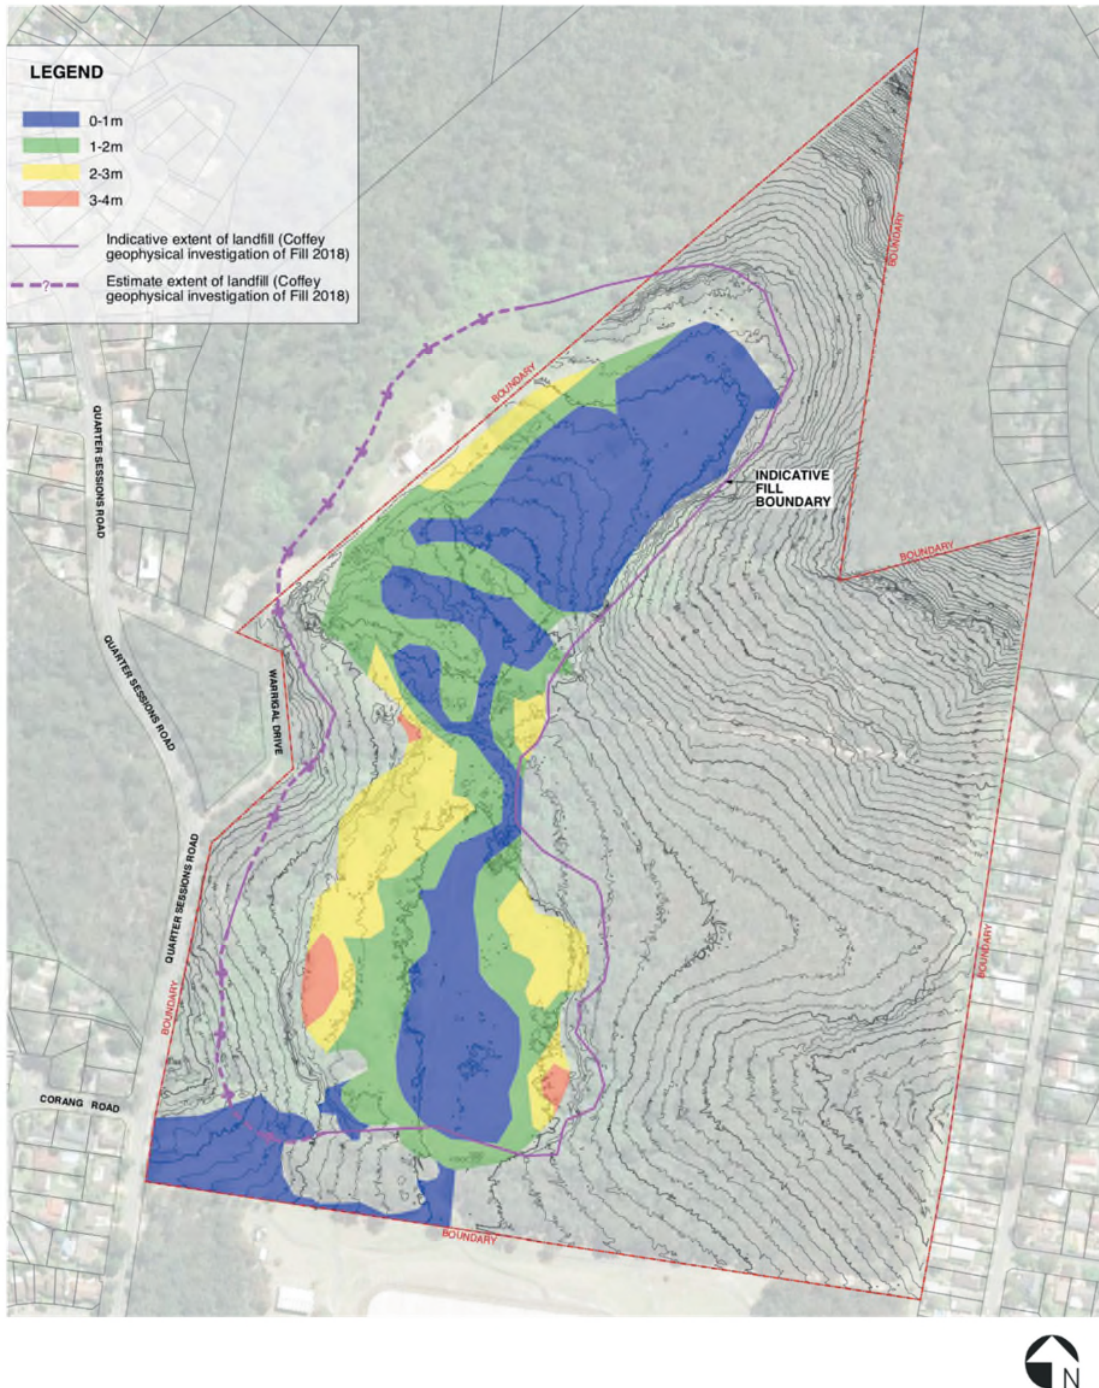 LEGEND
0-1m
1-2m
2-3m
3-4m
Indicative extent of landfill (Coffey
geophysical investigation of Fill 2018)
?
Estimate extent of landfill (Coffey
geophysical investigation of Fill 2018)
BOUNDARY
BOUNDARY
QUARTER SESSIONS ROAD
INDICATIVE
FILL
BOUNDARY
BOUNDARY
QUARTER SESSIONS ROAD
WARRIGAL DRIVE
QUARTER SESSIONS ROAD
BOUNDARY
BOUNDARY
CORANG ROAD
BOUNDARY
N